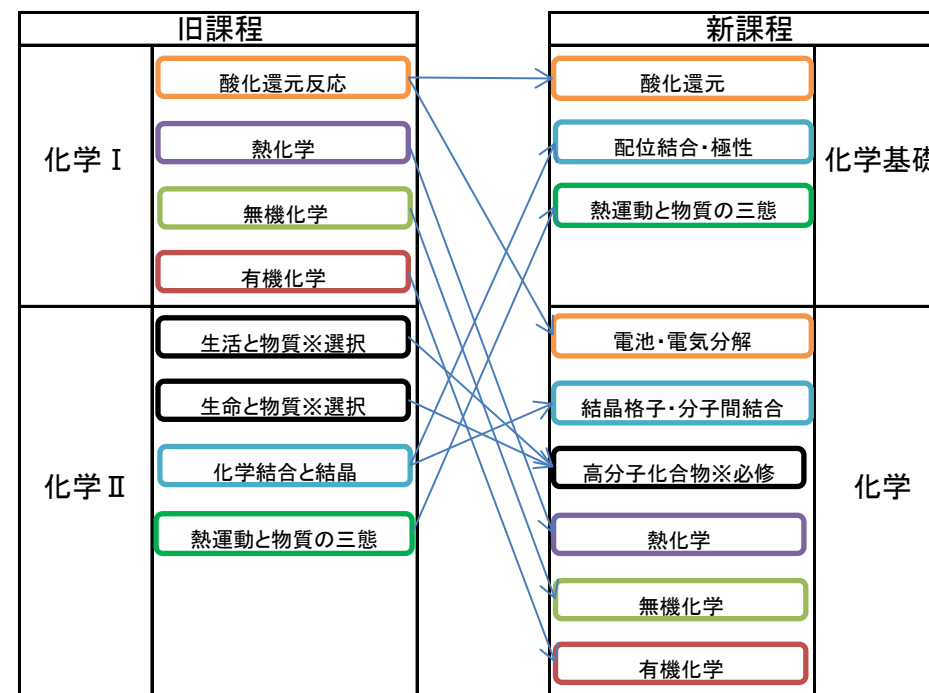 旧課程
化学Ⅰ
酸化還元反応
熱化学
無機化学
有機化学
化学Ⅱ
生活と物質※選択
生命と物質※選択
化学結合と結晶
熱運動と物質の三態
新課程
酸化還元
配位結合・極性
熱運動と物質の三態
化学基礎
電池・電気分解
結晶格子・分子間結合
高分子化合物※必修
熱化学
無機化学
有機化学
化学